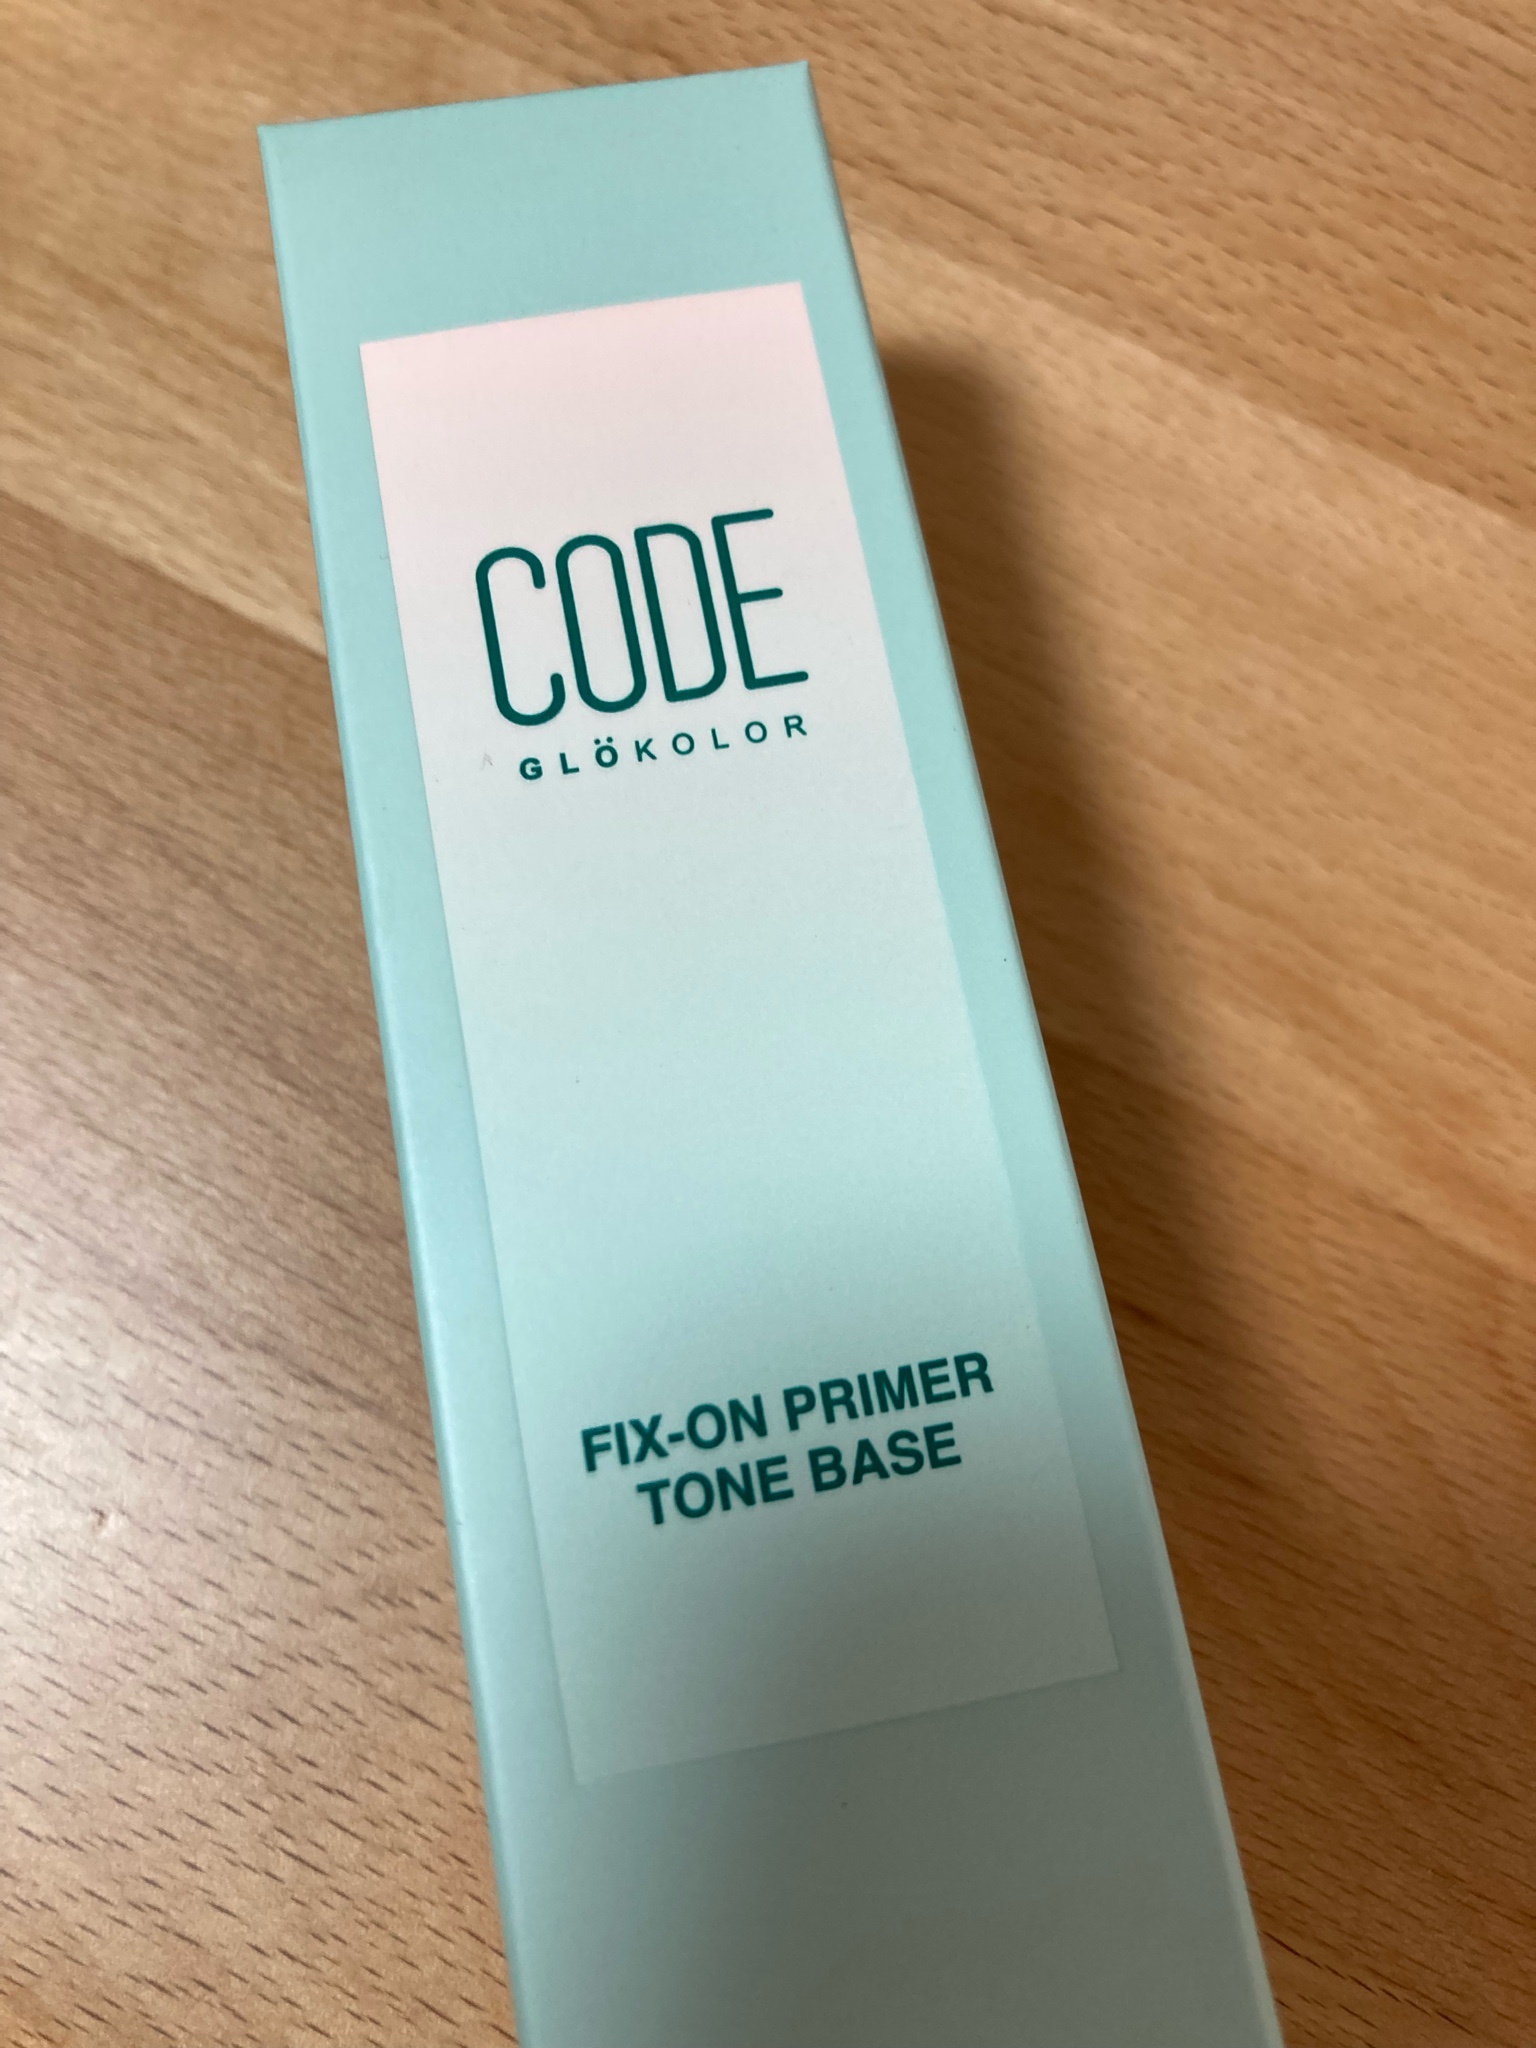 CODE
GLÖKOLOR
FIX-ON PRIMER
TONE BASE